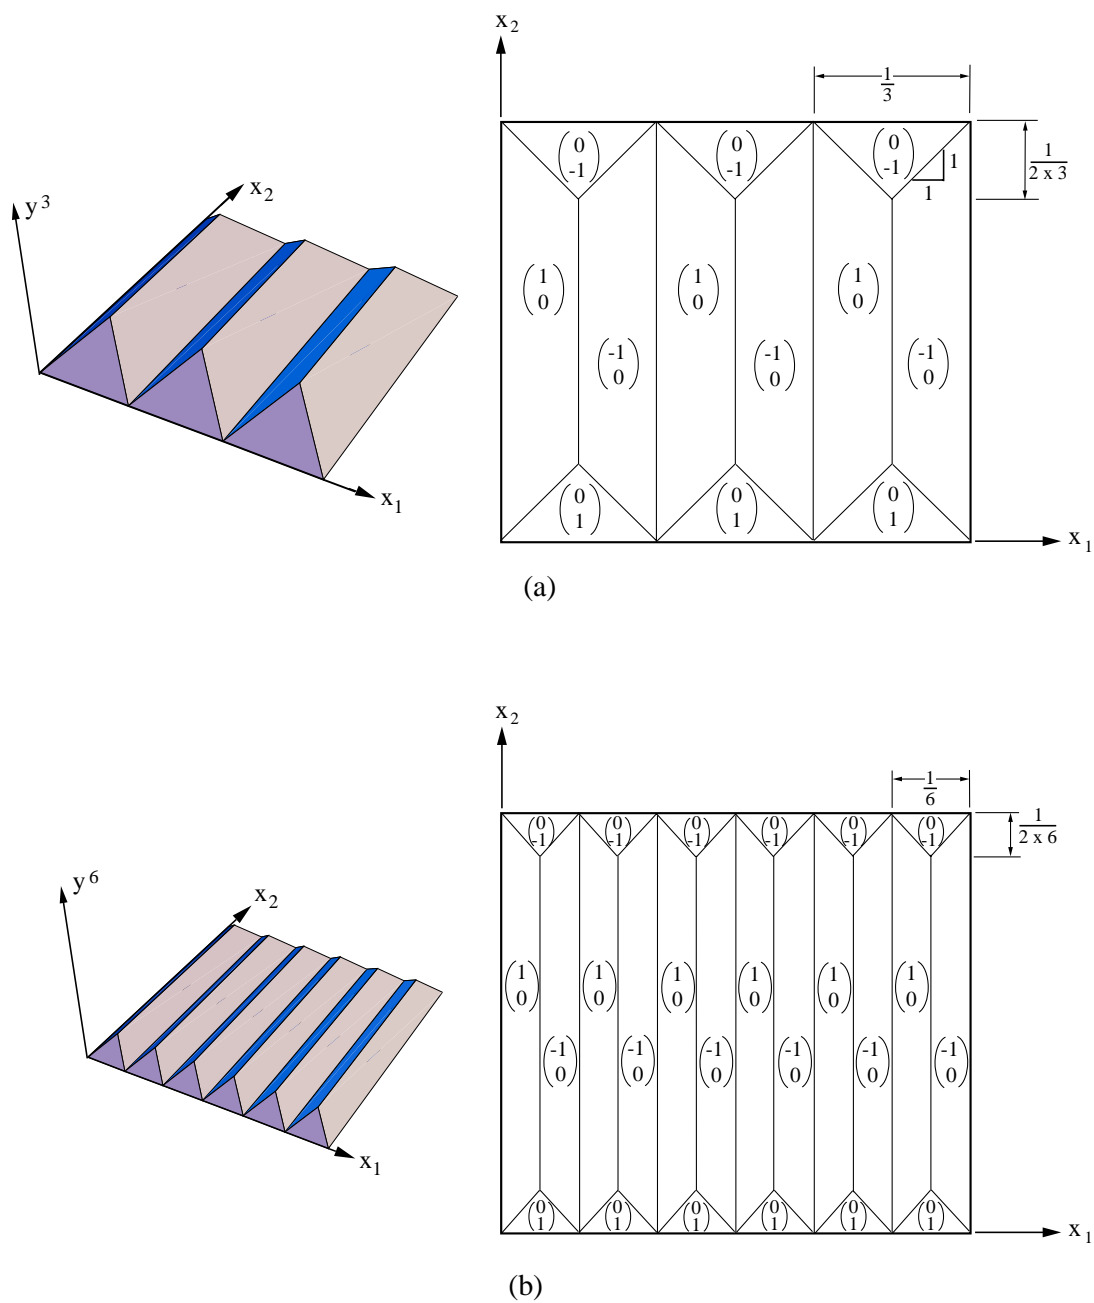 x₂
1
3
(0 -1) (0 -1) (0 -1)
1
1
1
2 x 3
y³
x₂
(1 0) (1 0) (1 0)
(-1 0) (-1 0) (-1 0)
(0 1) (0 1) (0 1)
x₁
x₁
(a)
x₂
1
6
(0 -1) (0 -1) (0 -1) (0 -1) (0 -1) (0 -1)
1
2 x 6
y⁶
x₂
(1 0) (1 0) (1 0) (1 0) (1 0) (1 0)
(-1 0) (-1 0) (-1 0) (-1 0) (-1 0) (-1 0)
(0 1) (0 1) (0 1) (0 1) (0 1) (0 1)
x₁
x₁
(b)